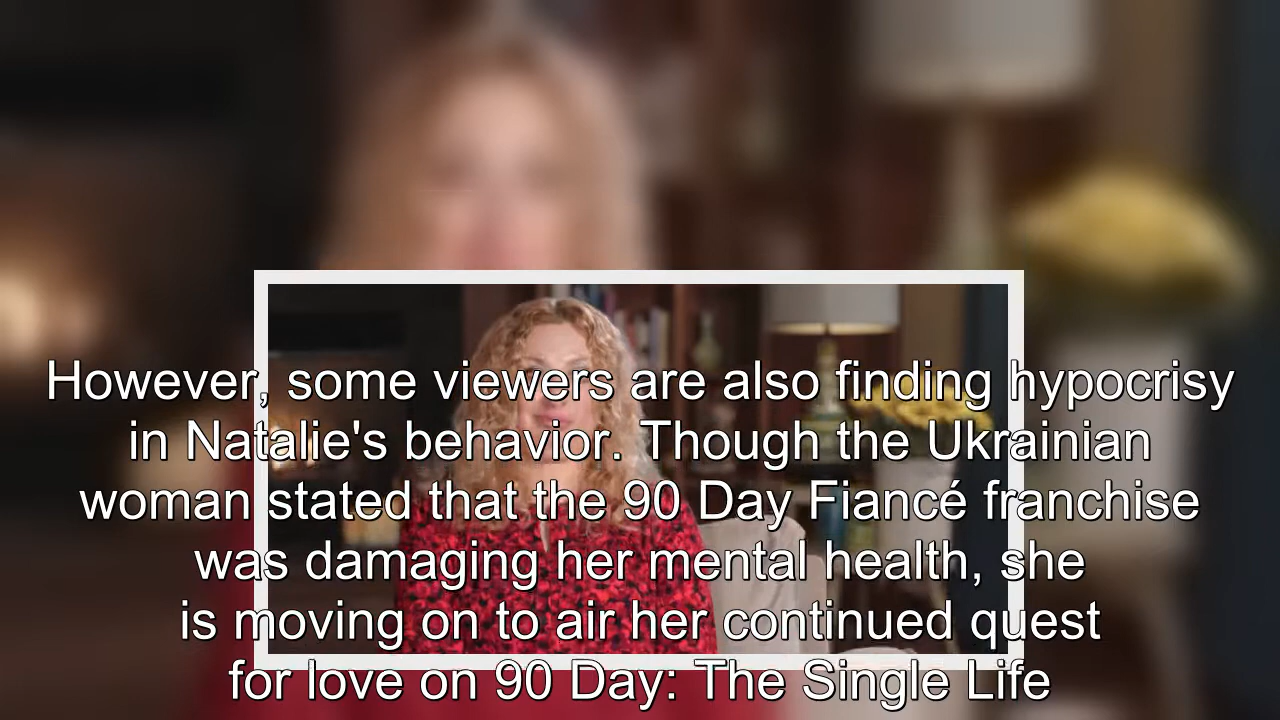 However, some viewers are also finding hypocrisy
in Natalie's behavior. Though the Ukrainian
woman stated that the 90 Day Fiancé franchise
was damaging her mental health, she
is moving on to air her continued quest
for love on 90 Day: The Single Life